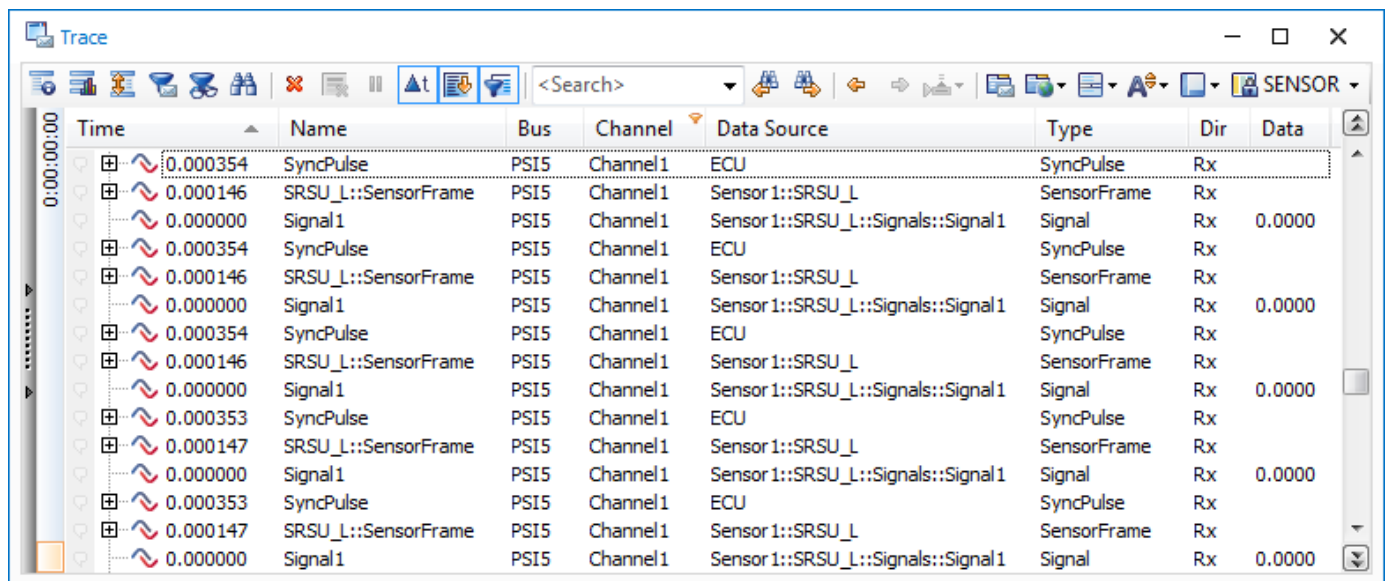 Trace
Δt <Search> SENSOR
0:00:00:00
Time Name Bus Channel Data Source Type Dir Data
0.000354 SyncPulse PSI5 Channel1 ECU SyncPulse Rx
0.000146 SRSU_L::SensorFrame PSI5 Channel1 Sensor1::SRSU_L SensorFrame Rx
0.000000 Signal1 PSI5 Channel1 Sensor1::SRSU_L::Signals::Signal1 Signal Rx 0.0000
0.000354 SyncPulse PSI5 Channel1 ECU SyncPulse Rx
0.000146 SRSU_L::SensorFrame PSI5 Channel1 Sensor1::SRSU_L SensorFrame Rx
0.000000 Signal1 PSI5 Channel1 Sensor1::SRSU_L::Signals::Signal1 Signal Rx 0.0000
0.000354 SyncPulse PSI5 Channel1 ECU SyncPulse Rx
0.000146 SRSU_L::SensorFrame PSI5 Channel1 Sensor1::SRSU_L SensorFrame Rx
0.000000 Signal1 PSI5 Channel1 Sensor1::SRSU_L::Signals::Signal1 Signal Rx 0.0000
0.000353 SyncPulse PSI5 Channel1 ECU SyncPulse Rx
0.000147 SRSU_L::SensorFrame PSI5 Channel1 Sensor1::SRSU_L SensorFrame Rx
0.000000 Signal1 PSI5 Channel1 Sensor1::SRSU_L::Signals::Signal1 Signal Rx 0.0000
0.000353 SyncPulse PSI5 Channel1 ECU SyncPulse Rx
0.000147 SRSU_L::SensorFrame PSI5 Channel1 Sensor1::SRSU_L SensorFrame Rx
0.000000 Signal1 PSI5 Channel1 Sensor1::SRSU_L::Signals::Signal1 Signal Rx 0.0000